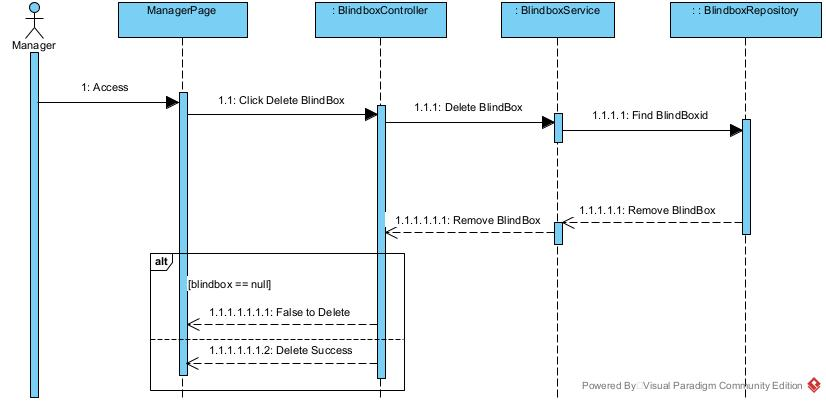 ManagerPage
: BlindboxController
: BlindboxService
: : BlindboxRepository
Manager
1: Access
1.1: Click Delete BlindBox
1.1.1: Delete BlindBox
1.1.1.1: Find BlindBoxid
1.1.1.1.1: Remove BlindBox
1.1.1.1.1.1: Remove BlindBox
alt
[blindbox == null]
1.1.1.1.1.1.1: False to Delete
1.1.1.1.1.1.2: Delete Success
Powered By Visual Paradigm Community Edition